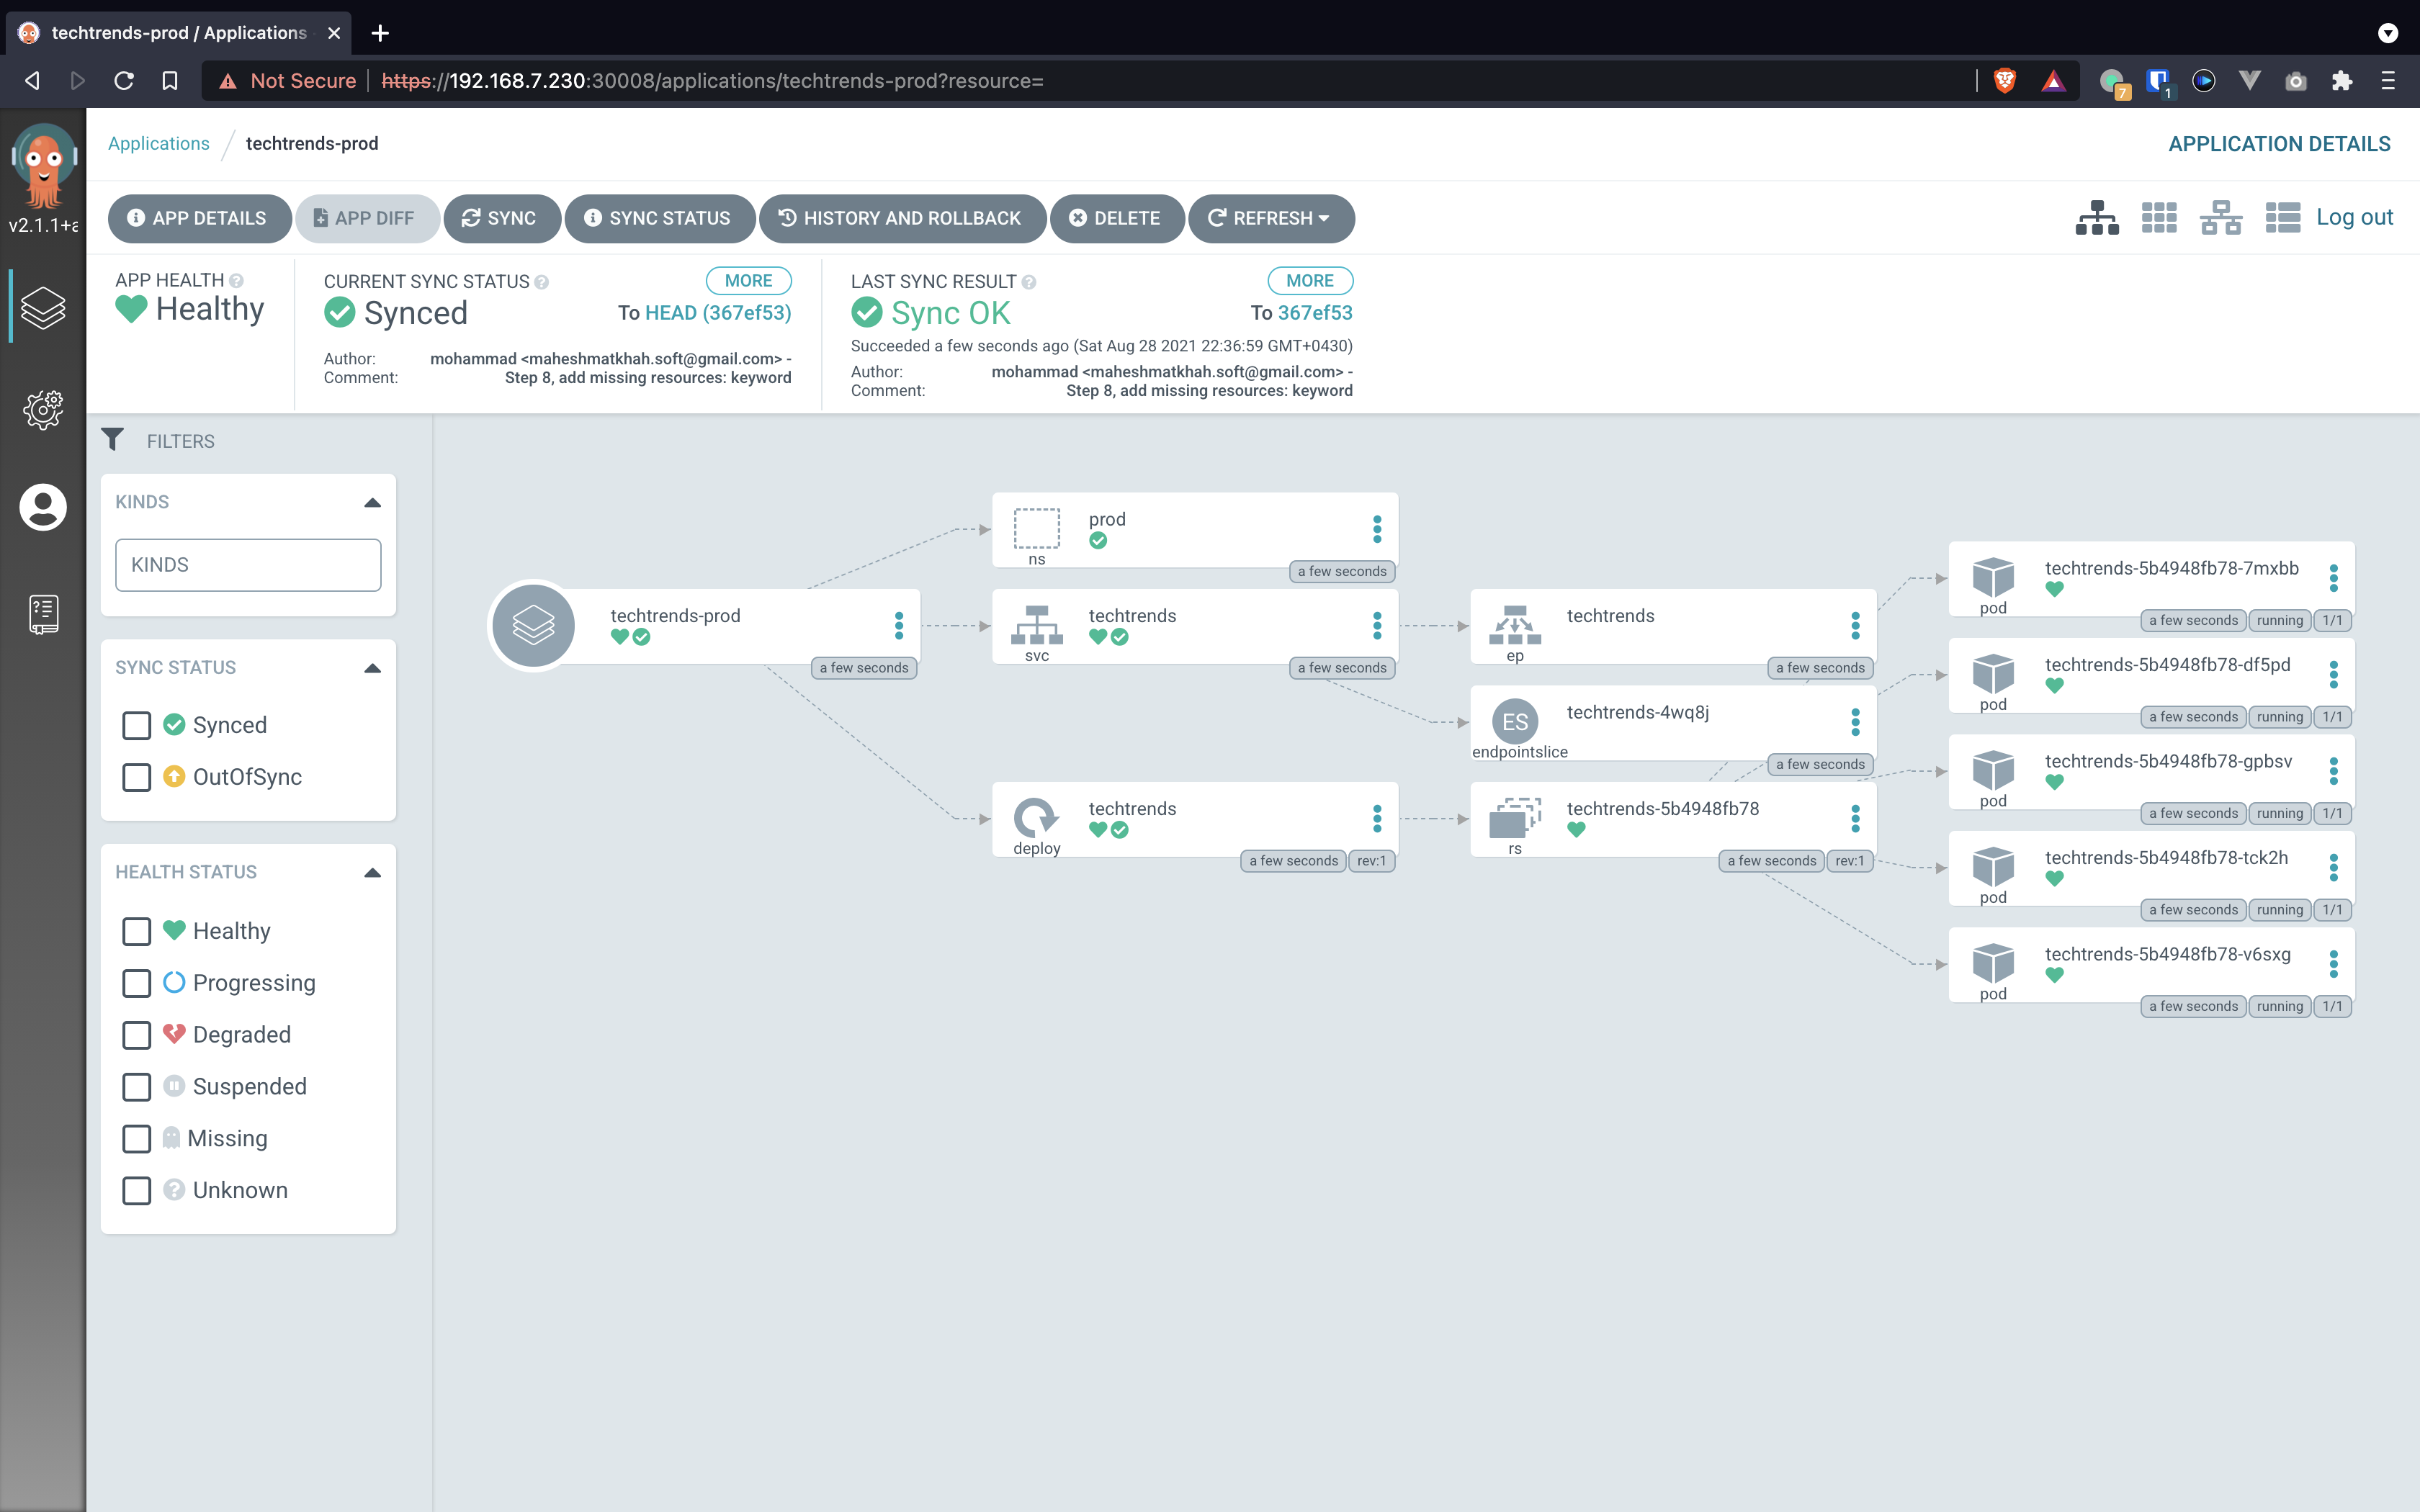 techtrends-prod / Applications
7
1
Not Secure
https://192.168.7.230:30008/applications/techtrends-prod?resource=
v2.1.1+a
Applications
techtrends-prod
APPLICATION DETAILS
APP DETAILS
APP DIFF
SYNC
SYNC STATUS
HISTORY AND ROLLBACK
DELETE
REFRESH
Log out
APP HEALTH
Healthy
CURRENT SYNC STATUS
MORE
Synced
To HEAD (367ef53)
Author: mohammad <maheshmatkhah.soft@gmail.com> -
Comment: Step 8, add missing resources: keyword
LAST SYNC RESULT
MORE
Sync OK
To 367ef53
Succeeded a few seconds ago (Sat Aug 28 2021 22:36:59 GMT+0430)
Author: mohammad <maheshmatkhah.soft@gmail.com> -
Comment: Step 8, add missing resources: keyword
FILTERS
KINDS
KINDS
SYNC STATUS
Synced
OutOfSync
HEALTH STATUS
Healthy
Progressing
Degraded
Suspended
Missing
Unknown
techtrends-prod
a few seconds
prod
ns
a few seconds
techtrends
svc
a few seconds
techtrends
deploy
a few seconds
rev:1
techtrends
ep
a few seconds
ES
techtrends-4wq8j
endpointslice
a few seconds
techtrends-5b4948fb78
rs
a few seconds
rev:1
techtrends-5b4948fb78-7mxbb
pod
a few seconds
running
1/1
techtrends-5b4948fb78-df5pd
pod
a few seconds
running
1/1
techtrends-5b4948fb78-gpbsv
pod
a few seconds
running
1/1
techtrends-5b4948fb78-tck2h
pod
a few seconds
running
1/1
techtrends-5b4948fb78-v6sxg
pod
a few seconds
running
1/1